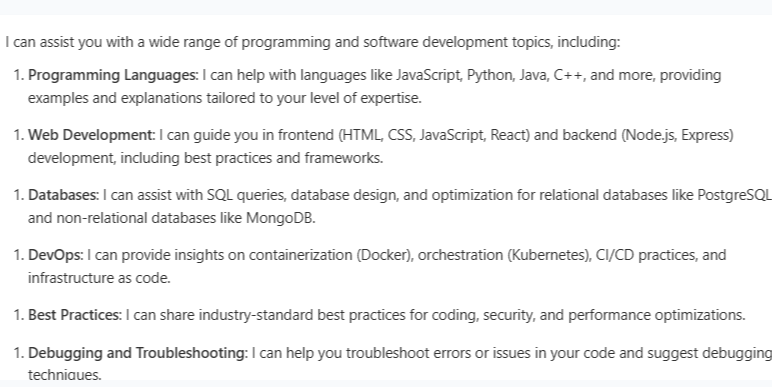 I can assist you with a wide range of programming and software development topics, including:
1. Programming Languages: I can help with languages like JavaScript, Python, Java, C++, and more, providing
examples and explanations tailored to your level of expertise.
1. Web Development: I can guide you in frontend (HTML, CSS, JavaScript, React) and backend (Node.js, Express)
development, including best practices and frameworks.
1. Databases: I can assist with SQL queries, database design, and optimization for relational databases like PostgreSQL
and non-relational databases like MongoDB.
1. DevOps: I can provide insights on containerization (Docker), orchestration (Kubernetes), CI/CD practices, and
infrastructure as code.
1. Best Practices: I can share industry-standard best practices for coding, security, and performance optimizations.
1. Debugging and Troubleshooting: I can help you troubleshoot errors or issues in your code and suggest debugging
techniques.